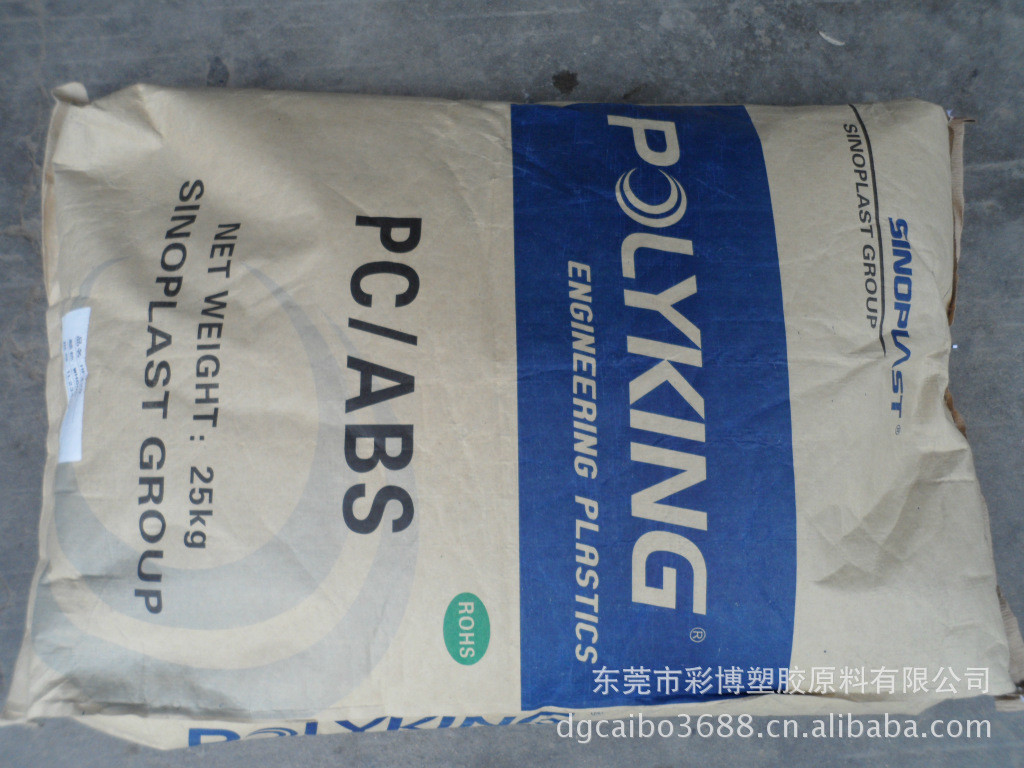 SINOPLAST®
SINOPLAST GROUP
POLYKING®
ENGINEERING PLASTICS
ROHS
PC/ABS
NET WEIGHT: 25kg
SINOPLAST GROUP
POLYKING
东莞市彩博塑胶原料有限公司
dgcaibo3688.cn.alibaba.com